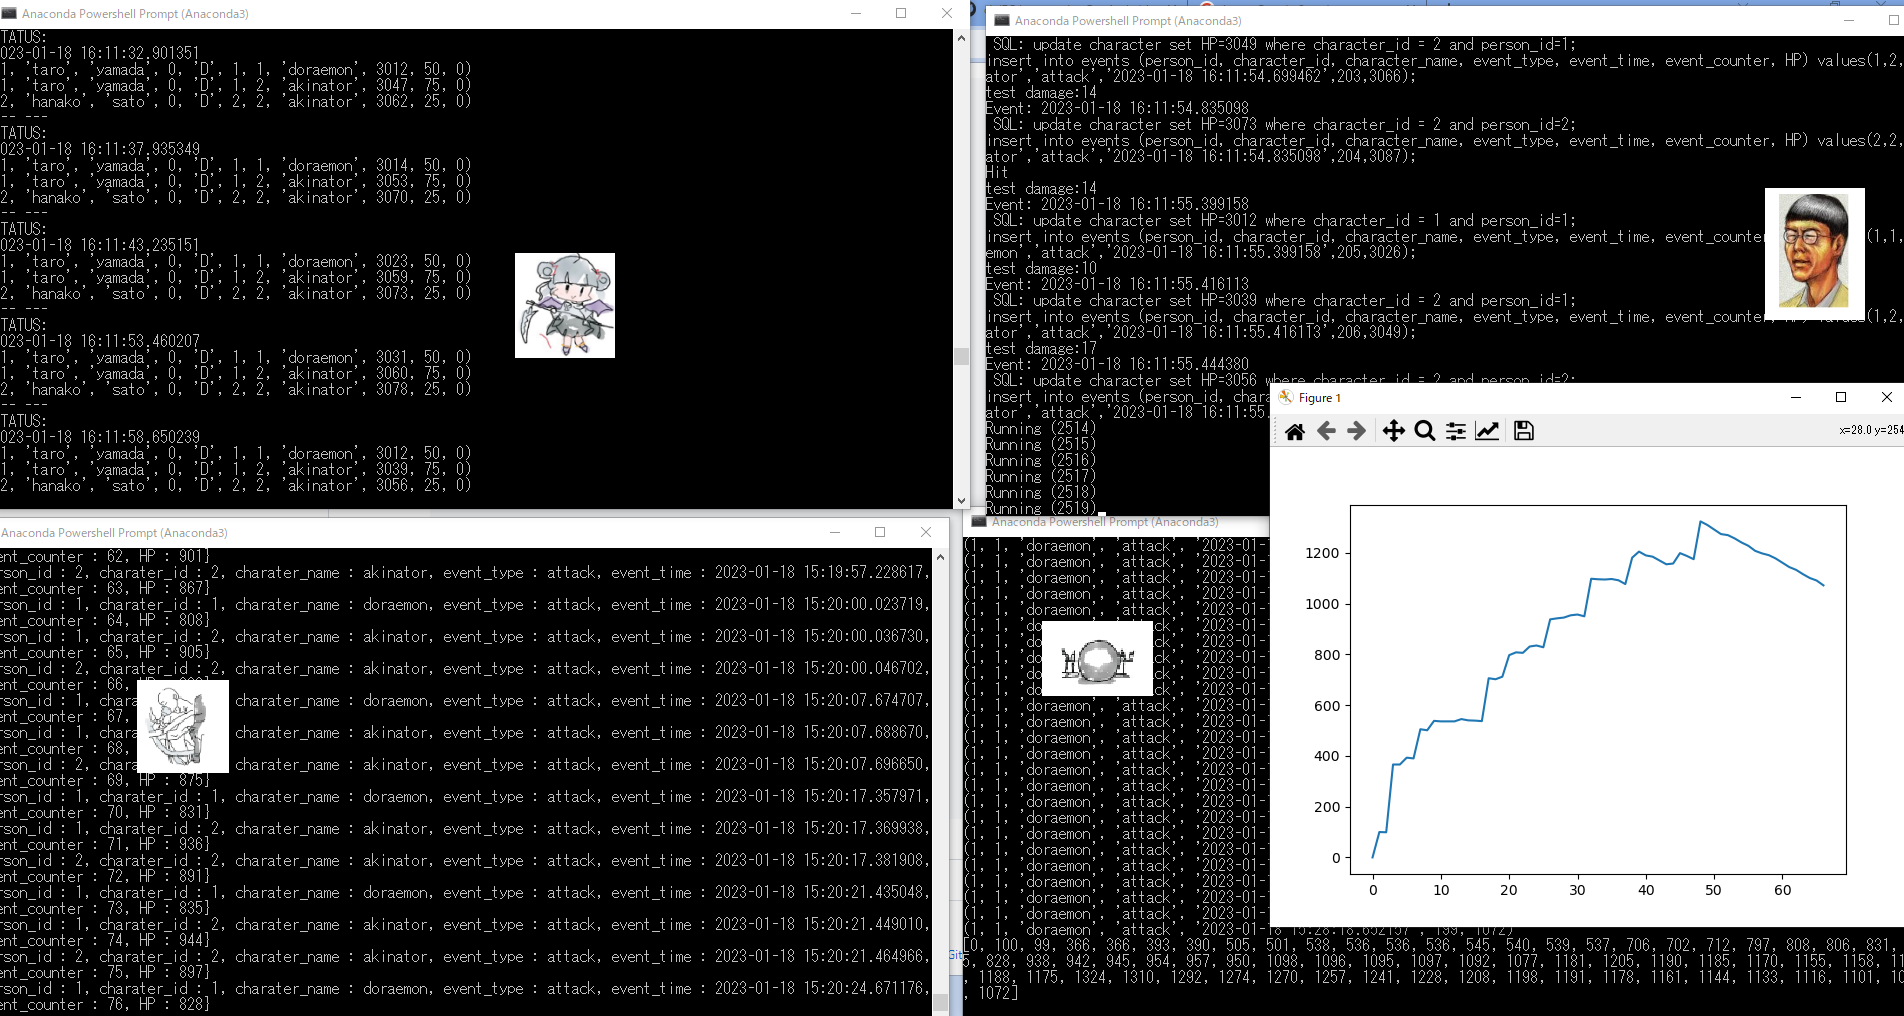 Anaconda Powershell Prompt (Anaconda3)
TATUS:
023-01-18 16:11:32.901351
1, 'taro', 'yamada', 0, 'D', 1, 1, 'doraemon', 3012, 50, 0)
1, 'taro', 'yamada', 0, 'D', 1, 2, 'akinator', 3047, 75, 0)
2, 'hanako', 'sato', 0, 'D', 2, 2, 'akinator', 3062, 25, 0)
-- ---
TATUS:
023-01-18 16:11:37.935349
1, 'taro', 'yamada', 0, 'D', 1, 1, 'doraemon', 3014, 50, 0)
1, 'taro', 'yamada', 0, 'D', 1, 2, 'akinator', 3053, 75, 0)
2, 'hanako', 'sato', 0, 'D', 2, 2, 'akinator', 3070, 25, 0)
-- ---
TATUS:
023-01-18 16:11:43.235151
1, 'taro', 'yamada', 0, 'D', 1, 1, 'doraemon', 3023, 50, 0)
1, 'taro', 'yamada', 0, 'D', 1, 2, 'akinator', 3059, 75, 0)
2, 'hanako', 'sato', 0, 'D', 2, 2, 'akinator', 3073, 25, 0)
-- ---
TATUS:
023-01-18 16:11:53.460207
1, 'taro', 'yamada', 0, 'D', 1, 1, 'doraemon', 3031, 50, 0)
1, 'taro', 'yamada', 0, 'D', 1, 2, 'akinator', 3060, 75, 0)
2, 'hanako', 'sato', 0, 'D', 2, 2, 'akinator', 3078, 25, 0)
-- ---
TATUS:
023-01-18 16:11:58.650239
1, 'taro', 'yamada', 0, 'D', 1, 1, 'doraemon', 3012, 50, 0)
1, 'taro', 'yamada', 0, 'D', 1, 2, 'akinator', 3039, 75, 0)
2, 'hanako', 'sato', 0, 'D', 2, 2, 'akinator', 3056, 25, 0)
Anaconda Powershell Prompt (Anaconda3)
SQL: update character set HP=3049 where character_id = 2 and person_id=1;
insert into events (person_id, character_id, character_name, event_type, event_time, event_counter, HP) values(1,2,
ator','attack','2023-01-18 16:11:54.699462',203,3066);
test damage:14
Event: 2023-01-18 16:11:54.835098
SQL: update character set HP=3073 where character_id = 2 and person_id=2;
insert into events (person_id, character_id, character_name, event_type, event_time, event_counter, HP) values(2,2,
ator','attack','2023-01-18 16:11:54.835098',204,3087);
Hit
test damage:14
Event: 2023-01-18 16:11:55.399158
SQL: update character set HP=3012 where character_id = 1 and person_id=1;
insert into events (person_id, character_id, character_name, event_type, event_time, event_counter (1,1,
emon','attack','2023-01-18 16:11:55.399158',205,3026);
test damage:10
Event: 2023-01-18 16:11:55.416113
SQL: update character set HP=3039 where character_id = 2 and person_id=1;
insert into events (person_id, character_id, character_name, event_type, event_time, event_counter, HP) values(1,2,
ator','attack','2023-01-18 16:11:55.416113',206,3049);
test damage:17
Event: 2023-01-18 16:11:55.444380
SQL: update character set HP=3056 where character_id = 2 and person_id=2;
insert into events (person_id, chara
ator','attack','2023-01-18 16:11:55.
Running (2514)
Running (2515)
Running (2516)
Running (2517)
Running (2518)
Running (2519)
Anaconda Powershell Prompt (Anaconda3)
ent_counter : 62, HP : 901}
rson_id : 2, charater_id : 2, charater_name : akinator, event_type : attack, event_time : 2023-01-18 15:19:57.228617,
ent_counter : 63, HP : 867}
rson_id : 1, charater_id : 1, charater_name : doraemon, event_type : attack, event_time : 2023-01-18 15:20:00.023719,
ent_counter : 64, HP : 808}
rson_id : 1, charater_id : 2, charater_name : akinator, event_type : attack, event_time : 2023-01-18 15:20:00.036730,
ent_counter : 65, HP : 905}
rson_id : 2, charater_id : 2, charater_name : akinator, event_type : attack, event_time : 2023-01-18 15:20:00.046702,
ent_counter : 66,
rson_id : 1, charater_name : doraemon, event_type : attack, event_time : 2023-01-18 15:20:07.674707,
ent_counter : 67,
rson_id : 1, charater_name : akinator, event_type : attack, event_time : 2023-01-18 15:20:07.688670,
ent_counter : 68,
rson_id : 2, charater_name : akinator, event_type : attack, event_time : 2023-01-18 15:20:07.696650,
ent_counter : 69, HP : 875}
rson_id : 1, charater_id : 1, charater_name : doraemon, event_type : attack, event_time : 2023-01-18 15:20:17.357971,
ent_counter : 70, HP : 831}
rson_id : 1, charater_id : 2, charater_name : akinator, event_type : attack, event_time : 2023-01-18 15:20:17.369938,
ent_counter : 71, HP : 936}
rson_id : 2, charater_id : 2, charater_name : akinator, event_type : attack, event_time : 2023-01-18 15:20:17.381908,
ent_counter : 72, HP : 891}
rson_id : 1, charater_id : 1, charater_name : doraemon, event_type : attack, event_time : 2023-01-18 15:20:21.435048,
ent_counter : 73, HP : 835}
rson_id : 1, charater_id : 2, charater_name : akinator, event_type : attack, event_time : 2023-01-18 15:20:21.449010,
ent_counter : 74, HP : 944}
rson_id : 2, charater_id : 2, charater_name : akinator, event_type : attack, event_time : 2023-01-18 15:20:21.464966,
ent_counter : 75, HP : 897}
rson_id : 1, charater_id : 1, charater_name : doraemon, event_type : attack, event_time : 2023-01-18 15:20:24.671176,
ent_counter : 76, HP : 828}
Git
Anaconda Powershell Prompt (Anaconda3)
(1, 1, 'doraemon', 'attack', '2023-01-
(1, 1, 'doraemon', 'attack', '2023-01-
(1, 1, 'doraemon', 'attack', '2023-01-
(1, 1, 'doraemon', 'attack', '2023-01-
(1, 1, 'doraemon', 'attack', '2023-01-
(1, 1, 'do ck', '2023-01-
(1, 1, 'do ck', '2023-01-
(1, 1, 'do ck', '2023-01-
(1, 1, 'do ck', '2023-01-
(1, 1, 'do ck', '2023-01-
(1, 1, 'doraemon', 'attack', '2023-01-
(1, 1, 'doraemon', 'attack', '2023-01-
(1, 1, 'doraemon', 'attack', '2023-01-
(1, 1, 'doraemon', 'attack', '2023-01-
(1, 1, 'doraemon', 'attack', '2023-01-
(1, 1, 'doraemon', 'attack', '2023-01-
(1, 1, 'doraemon', 'attack', '2023-01-
(1, 1, 'doraemon', 'attack', '2023-01-
(1, 1, 'doraemon', 'attack', '2023-01-
(1, 1, 'doraemon', 'attack', '2023-01-
(1, 1, 'doraemon', 'attack', '2023-01-
(1, 1, 'doraemon', 'attack', '2023-01-
(1, 1, 'doraemon', 'attack', '2023-01-
(1, 1, 'doraemon', 'attack', '2023-01-
(1, 1, 'doraemon', 'attack', '2023-01-18 15:28:18.652157', 199, 1072)
[0, 100, 99, 366, 366, 393, 390, 505, 501, 538, 536, 536, 536, 545, 540, 539, 537, 706, 702, 712, 797, 808, 806, 831,
5, 828, 938, 942, 945, 954, 957, 950, 1098, 1096, 1095, 1097, 1092, 1077, 1181, 1205, 1190, 1185, 1170, 1155, 1158, 11
, 1188, 1175, 1324, 1310, 1292, 1274, 1270, 1257, 1241, 1228, 1208, 1198, 1191, 1178, 1161, 1144, 1133, 1116, 1101, 10
, 1072]
Figure 1
x=28.0 y=254
1200
1000
800
600
400
200
0
0 10 20 30 40 50 60